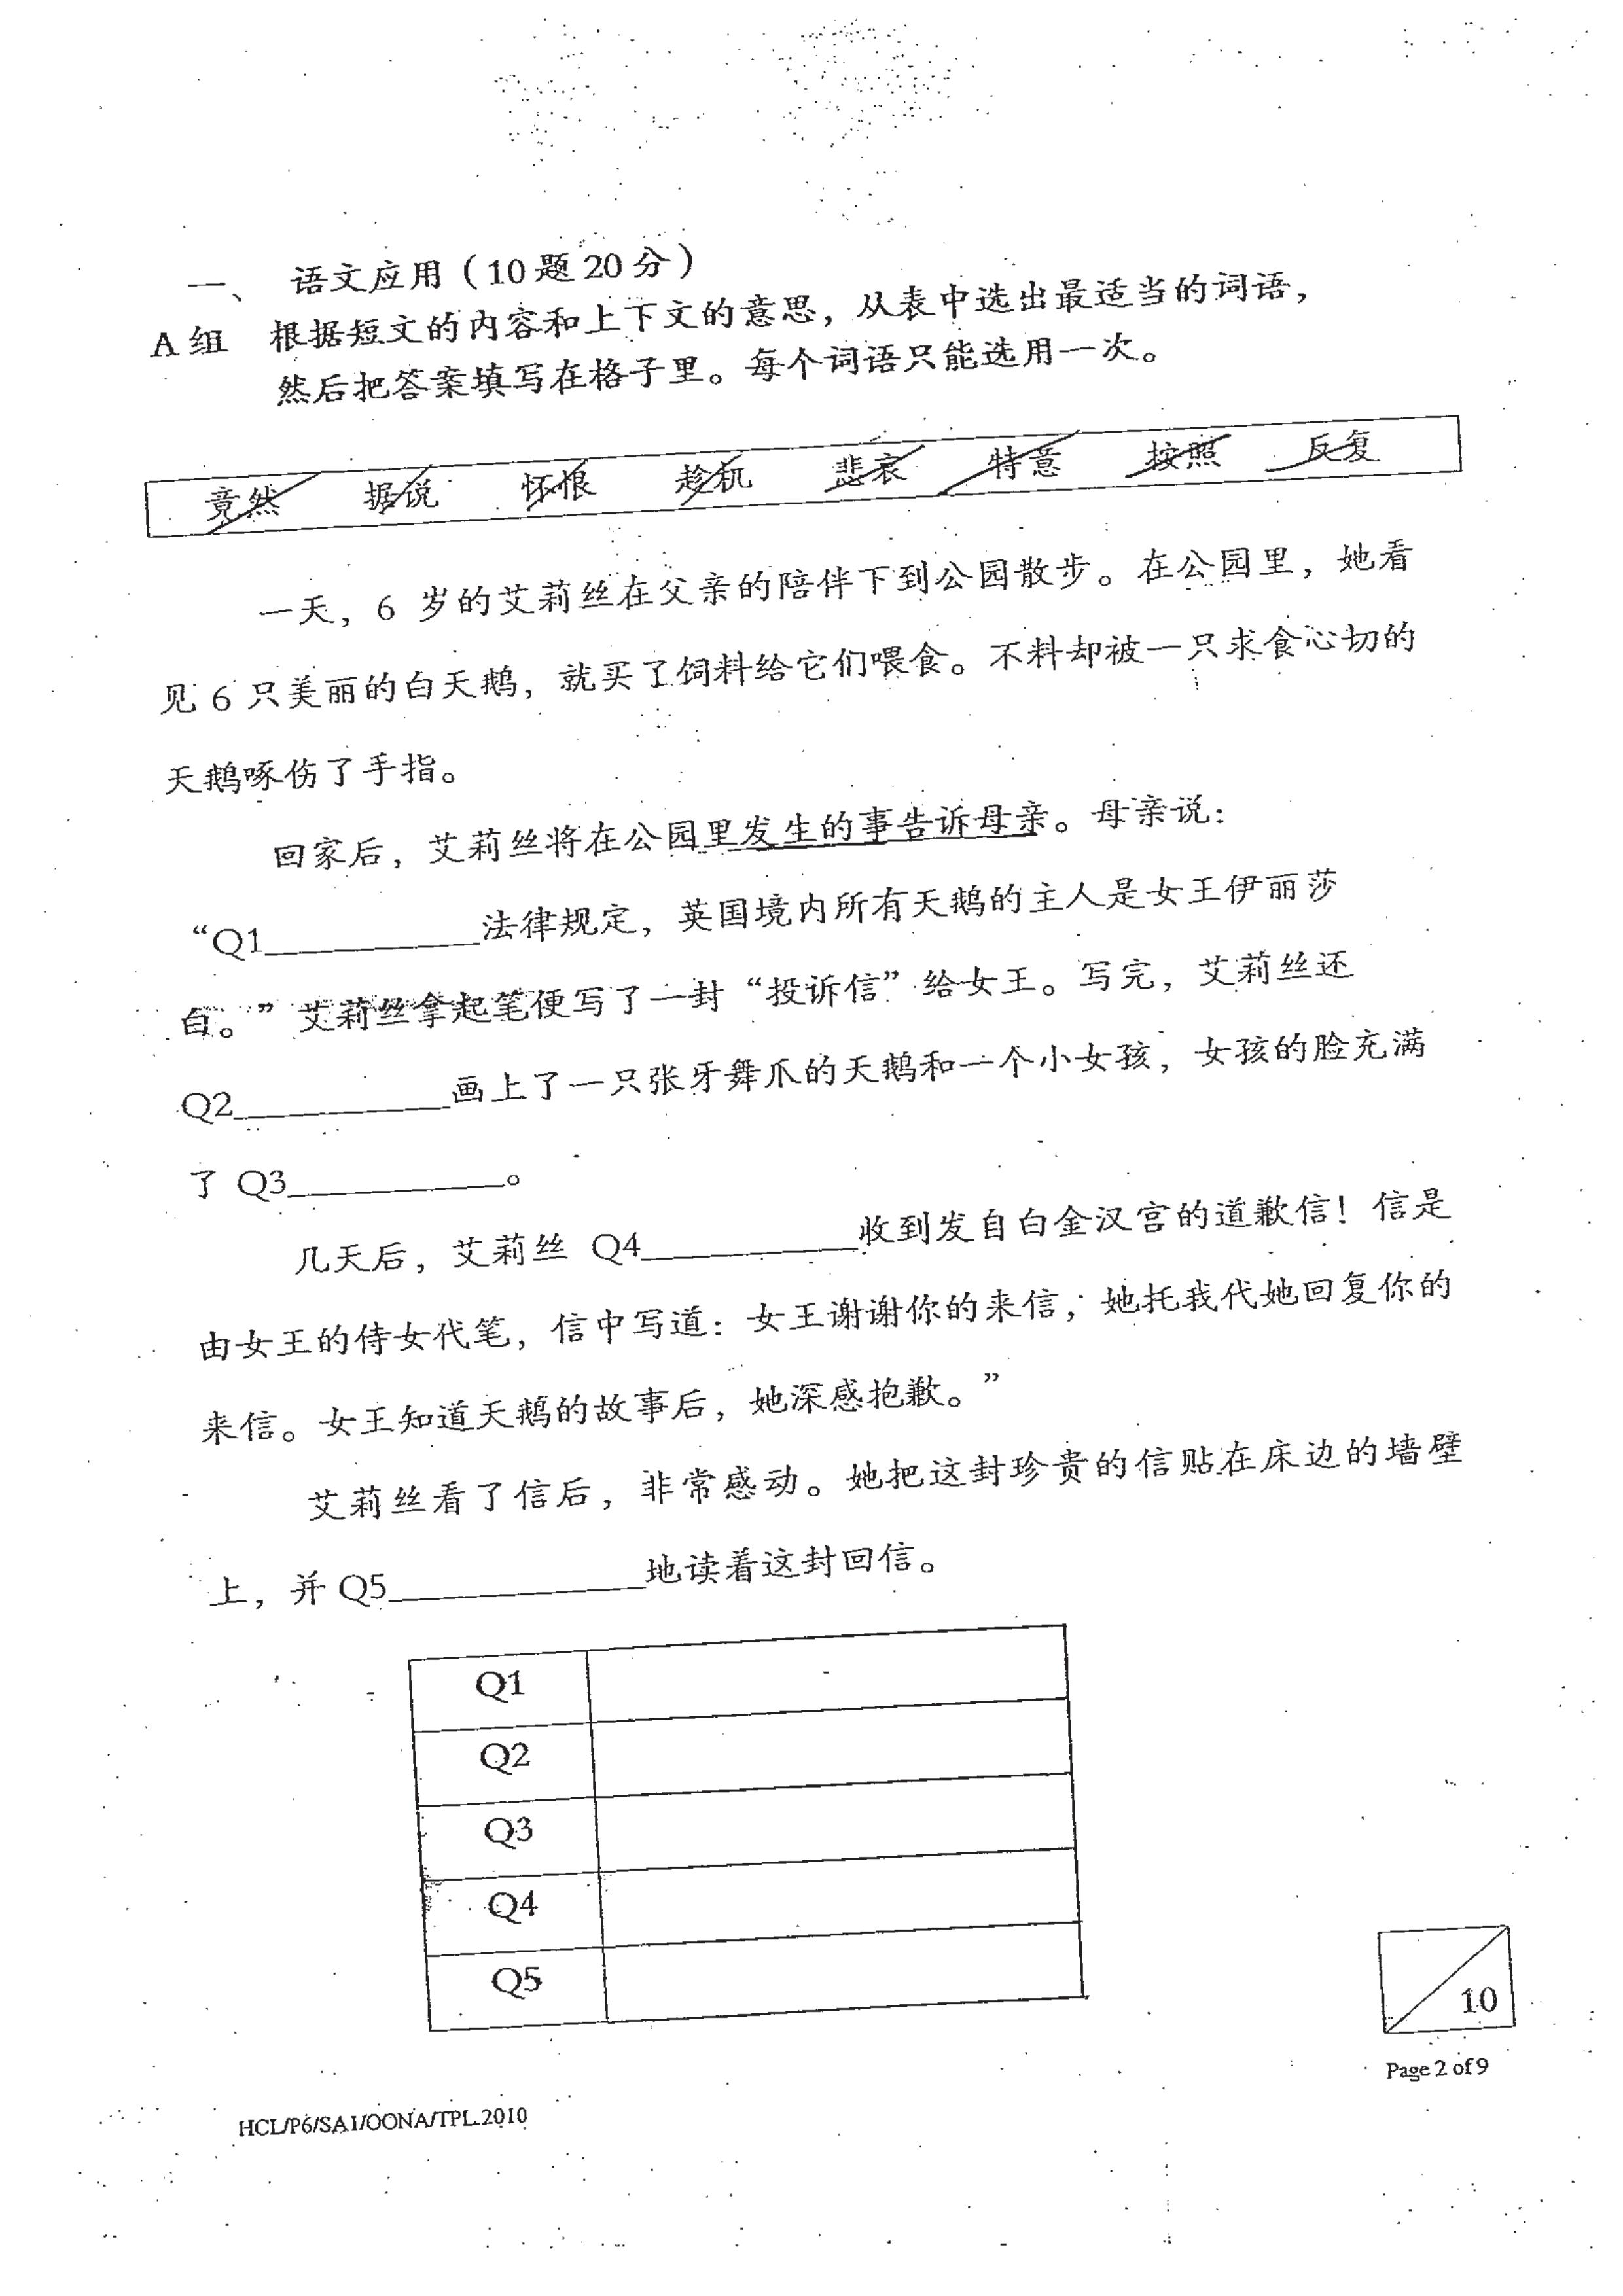 一、 语文应用（10题20分）
A组 根据短文的内容和上下文的意思，从表中选出最适当的词语，
然后把答案填写在格子里。每个词语只能选用一次。
竟然 据说 怀恨 趁机 悲哀 特意 按照 反复
一天，6 岁的艾莉丝在父亲的陪伴下到公园散步。在公园里，她看
见 6 只美丽的白天鹅，就买了饲料给它们喂食。不料却被一只求食心切的
天鹅啄伤了手指。
回家后，艾莉丝将在公园里发生的事告诉母亲。母亲说：
“Q1___________法律规定，英国境内所有天鹅的主人是女王伊丽莎
白。”艾莉丝拿起笔便写了一封“投诉信”给女王。写完，艾莉丝还
Q2___________画上了一只张牙舞爪的天鹅和一个小女孩，女孩的脸充满
了 Q3___________。
几天后，艾莉丝 Q4___________收到发自白金汉宫的道歉信！信是
由女王的侍女代笔，信中写道：女王谢谢你的来信，她托我代她回复你的
来信。女王知道天鹅的故事后，她深感抱歉。”
艾莉丝看了信后，非常感动。她把这封珍贵的信贴在床边的墙壁
上，并 Q5_____________地读着这封回信。
Q1
Q2
Q3
Q4
Q5
10
Page 2 of 9
HCL/P6/SA1/OONA/TPL.2010